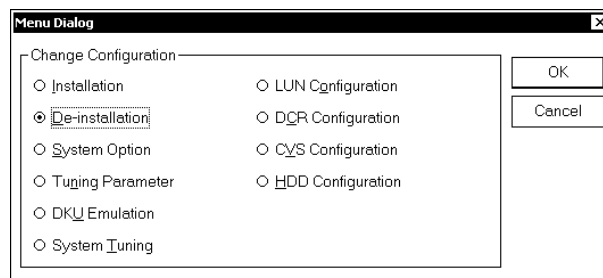 Menu Dialog
Change Configuration
Installation
De-installation
System Option
Tuning Parameter
DKU Emulation
System Tuning
LUN Configuration
DCR Configuration
CVS Configuration
HDD Configuration
OK
Cancel